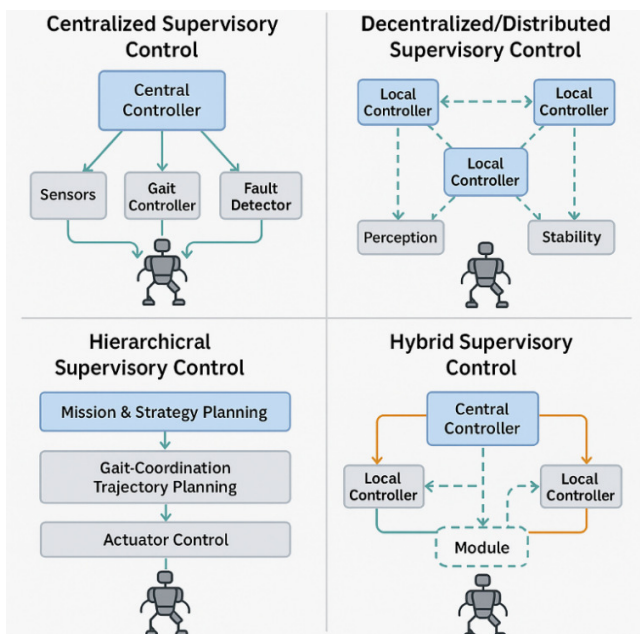 Centralized Supervisory
Control
Central
Controller
Sensors
Gait
Controller
Fault
Detector
Decentralized/Distributed
Supervisory Control
Local
Controller
Local
Controller
Local
Controller
Perception
Stability
Hierarchicral
Supervisory Control
Mission & Strategy Planning
Gait-Coordination
Trajectory Planning
Actuator Control
Hybrid Supervisory
Control
Central
Controller
Local
Controller
Local
Controller
Module